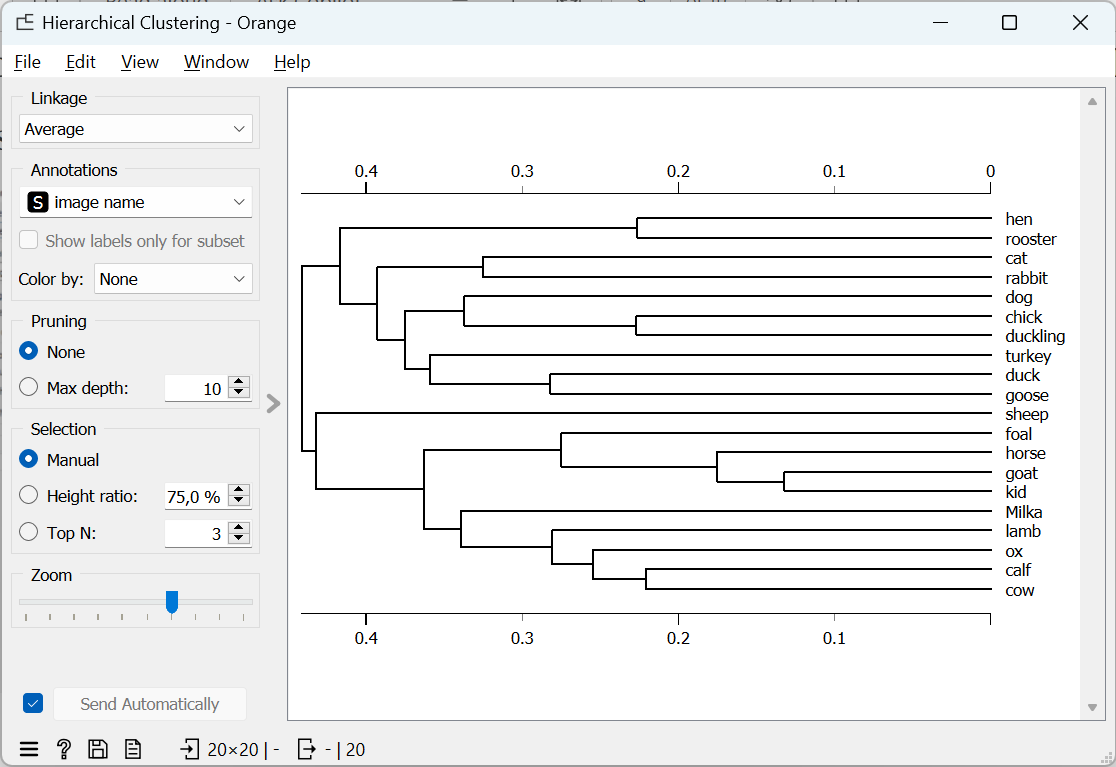 Hierarchical Clustering - Orange
File Edit View Window Help
Linkage
Average
Annotations
S image name
Show labels only for subset
Color by: None
Pruning
None
Max depth: 10
Selection
Manual
Height ratio: 75,0 %
Top N: 3
Zoom
Send Automatically
20×20 | - - | 20
0.4 0.3 0.2 0.1 0
hen
rooster
cat
rabbit
dog
chick
duckling
turkey
duck
goose
sheep
foal
horse
goat
kid
Milka
lamb
ox
calf
cow
0.4 0.3 0.2 0.1